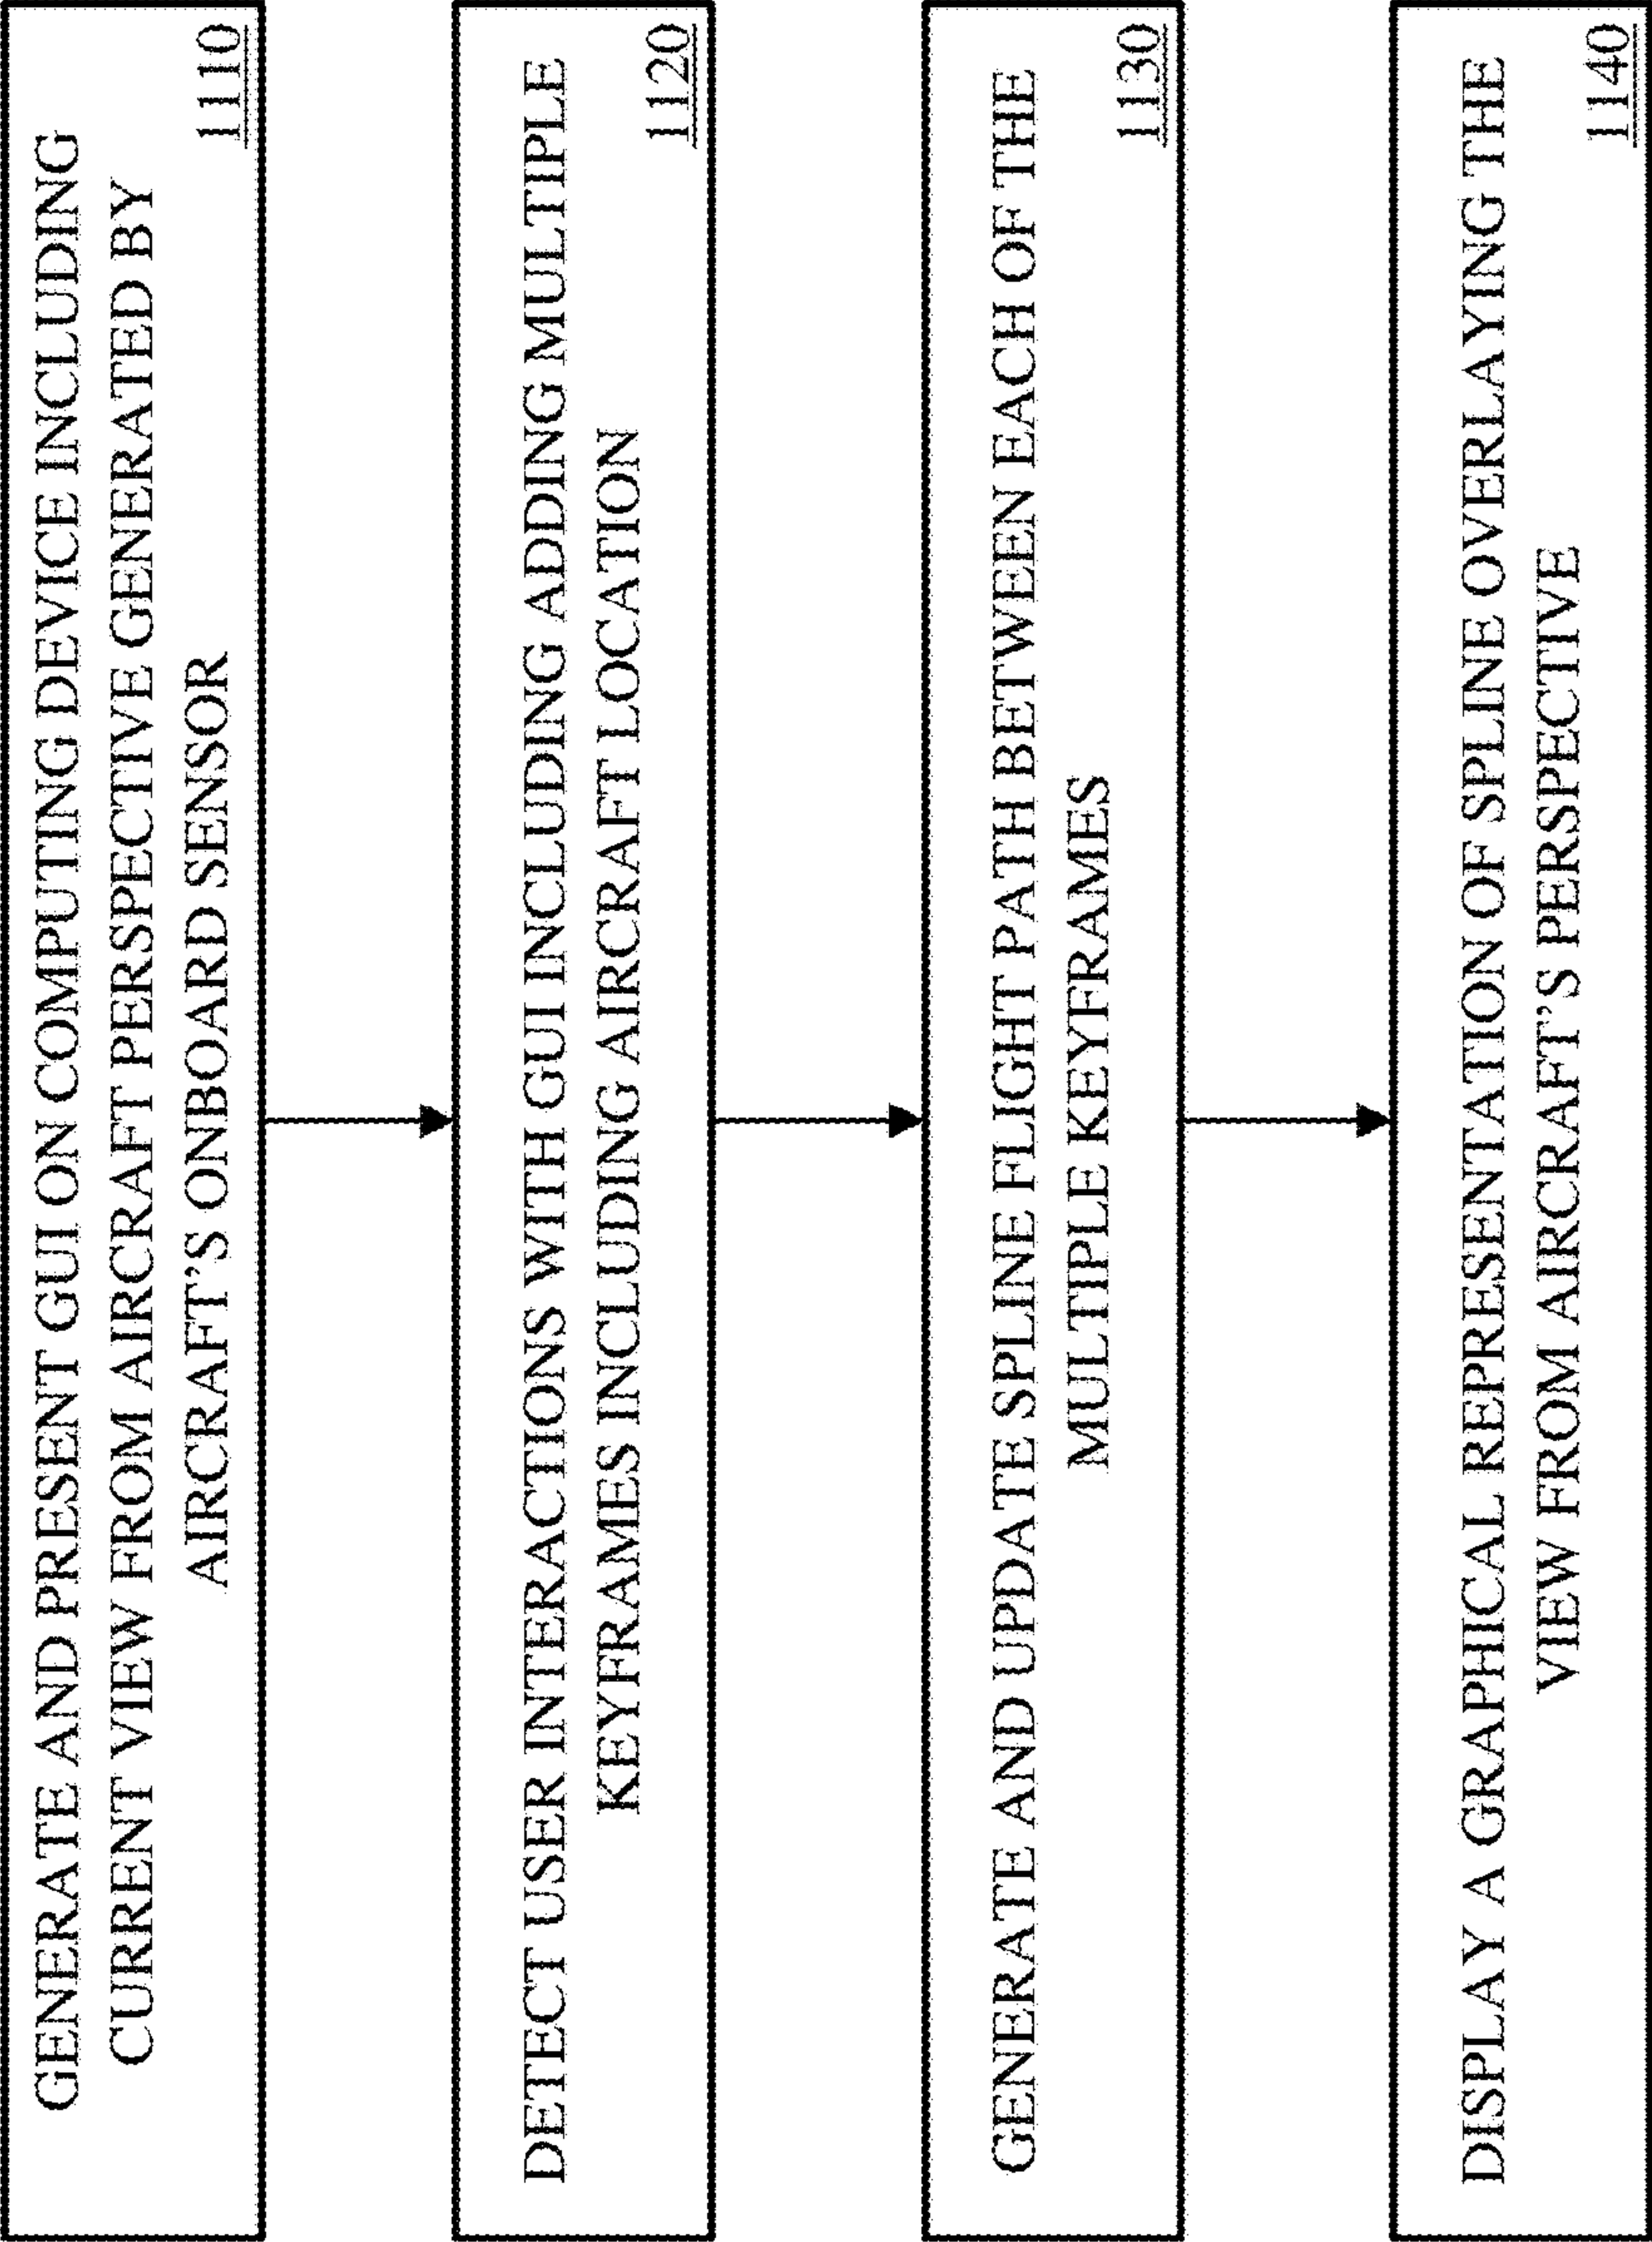 GENERATE AND PRESENT GUI ON COMPUTING DEVICE INCLUDING
CURRENT VIEW FROM AIRCRAFT PERSPECTIVE GENERATED BY
AIRCRAFT'S ONBOARD SENSOR
1110
DETECT USER INTERACTIONS WITH GUI INCLUDING ADDING MULTIPLE
KEYFRAMES INCLUDING AIRCRAFT LOCATION
1120
GENERATE AND UPDATE SPLINE FLIGHT PATH BETWEEN EACH OF THE
MULTIPLE KEYFRAMES
1130
DISPLAY A GRAPHICAL REPRESENTATION OF SPLINE OVERLAYING THE
VIEW FROM AIRCRAFT'S PERSPECTIVE
1140